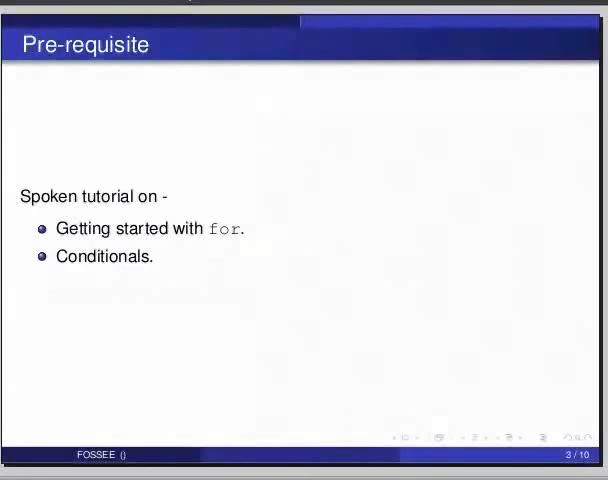 Pre-requisite
Spoken tutorial on -
Getting started with for.
Conditionals.
FOSSEE ()
3 / 10